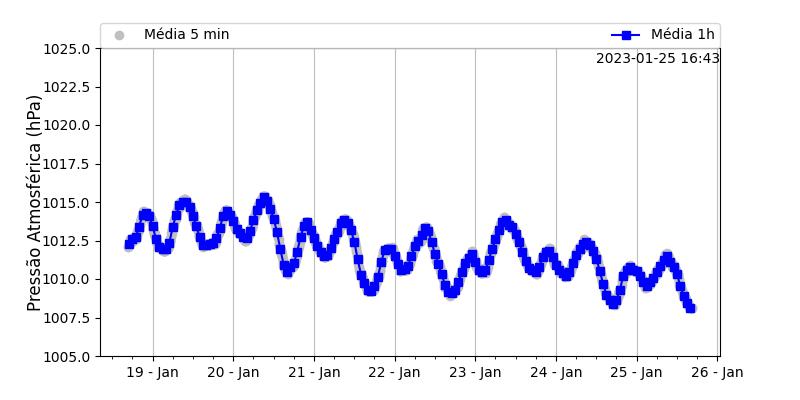 Média 5 min
Média 1h
2023-01-25 16:43
Pressão Atmosférica (hPa)
1025.0
1022.5
1020.0
1017.5
1015.0
1012.5
1010.0
1007.5
1005.0
19 - Jan
20 - Jan
21 - Jan
22 - Jan
23 - Jan
24 - Jan
25 - Jan
26 - Jan